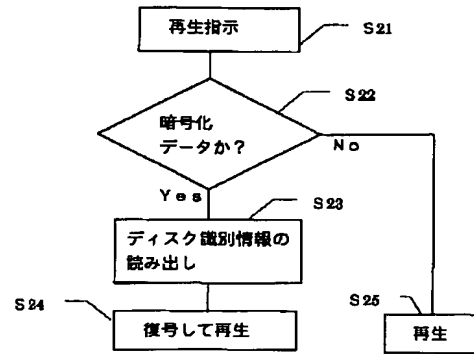 再生指示
S21
S22
暗号化
データか？
No
Yes
S23
ディスク識別情報の
読み出し
S24
復号して再生
S25
再生